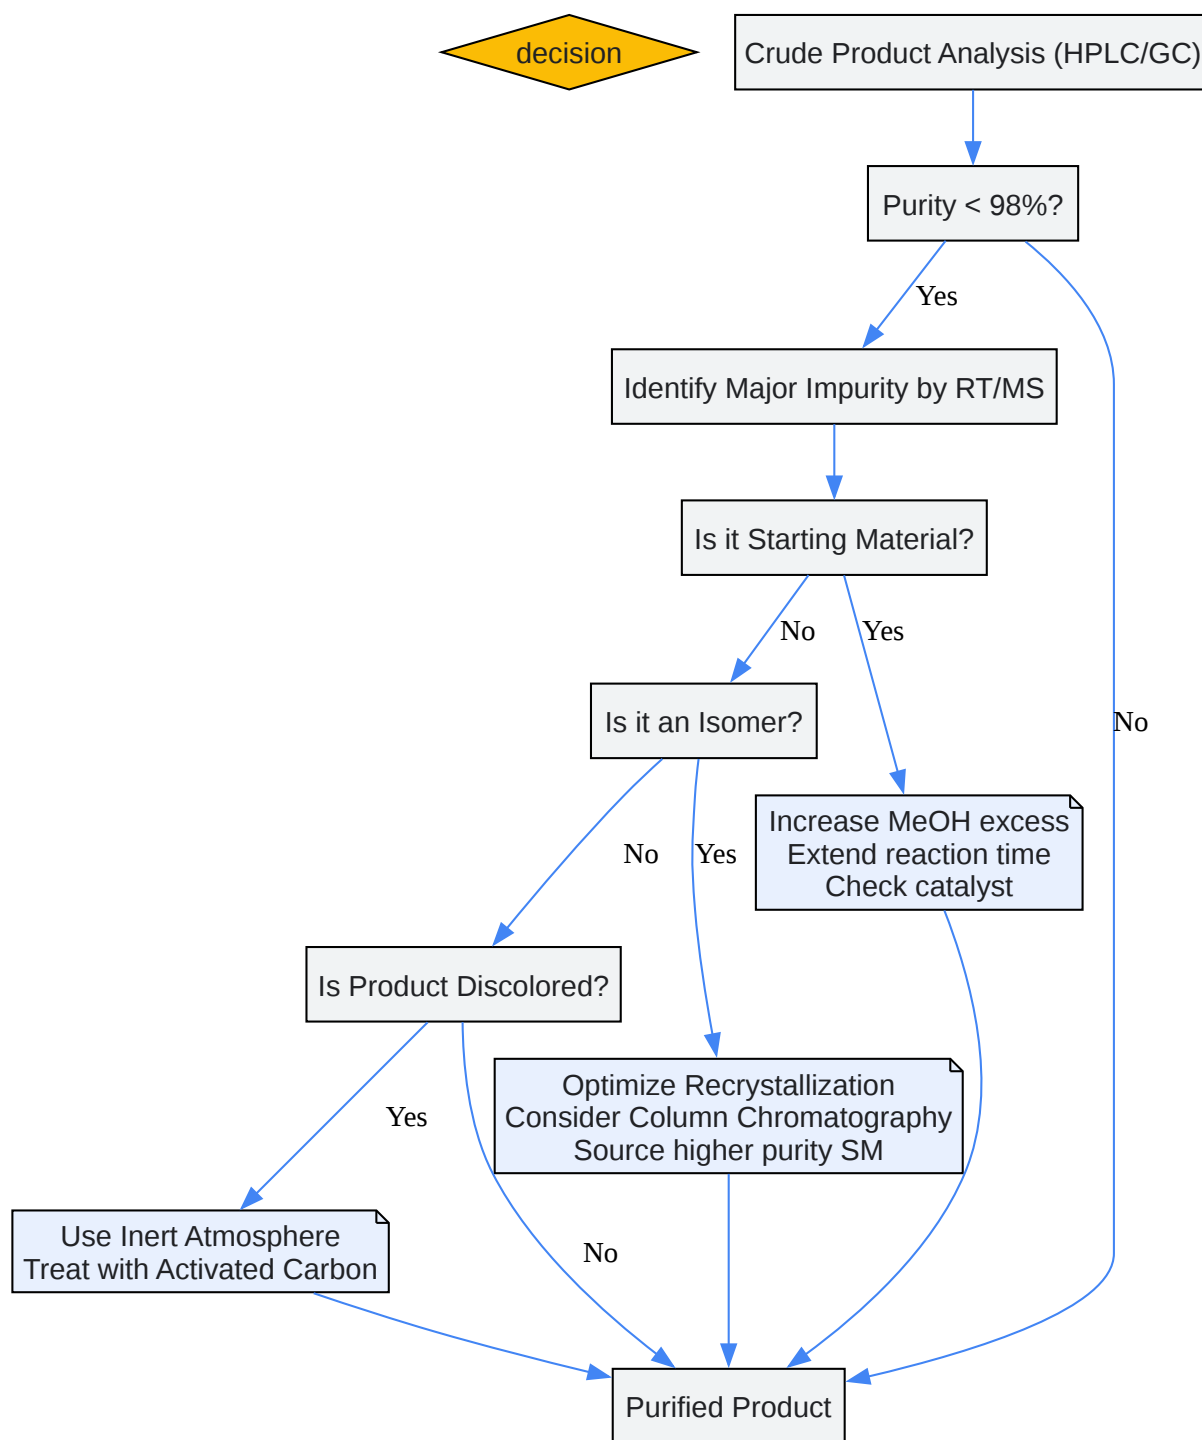 decision
Crude Product Analysis (HPLC/GC)
Purity < 98%?
Yes
Identify Major Impurity by RT/MS
Is it Starting Material?
No
Yes
Is it an Isomer?
No
Increase MeOH excess
Extend reaction time
Check catalyst
No
Yes
Is Product Discolored?
Optimize Recrystallization
Consider Column Chromatography
Source higher purity SM
Yes
Use Inert Atmosphere
Treat with Activated Carbon
No
Purified Product